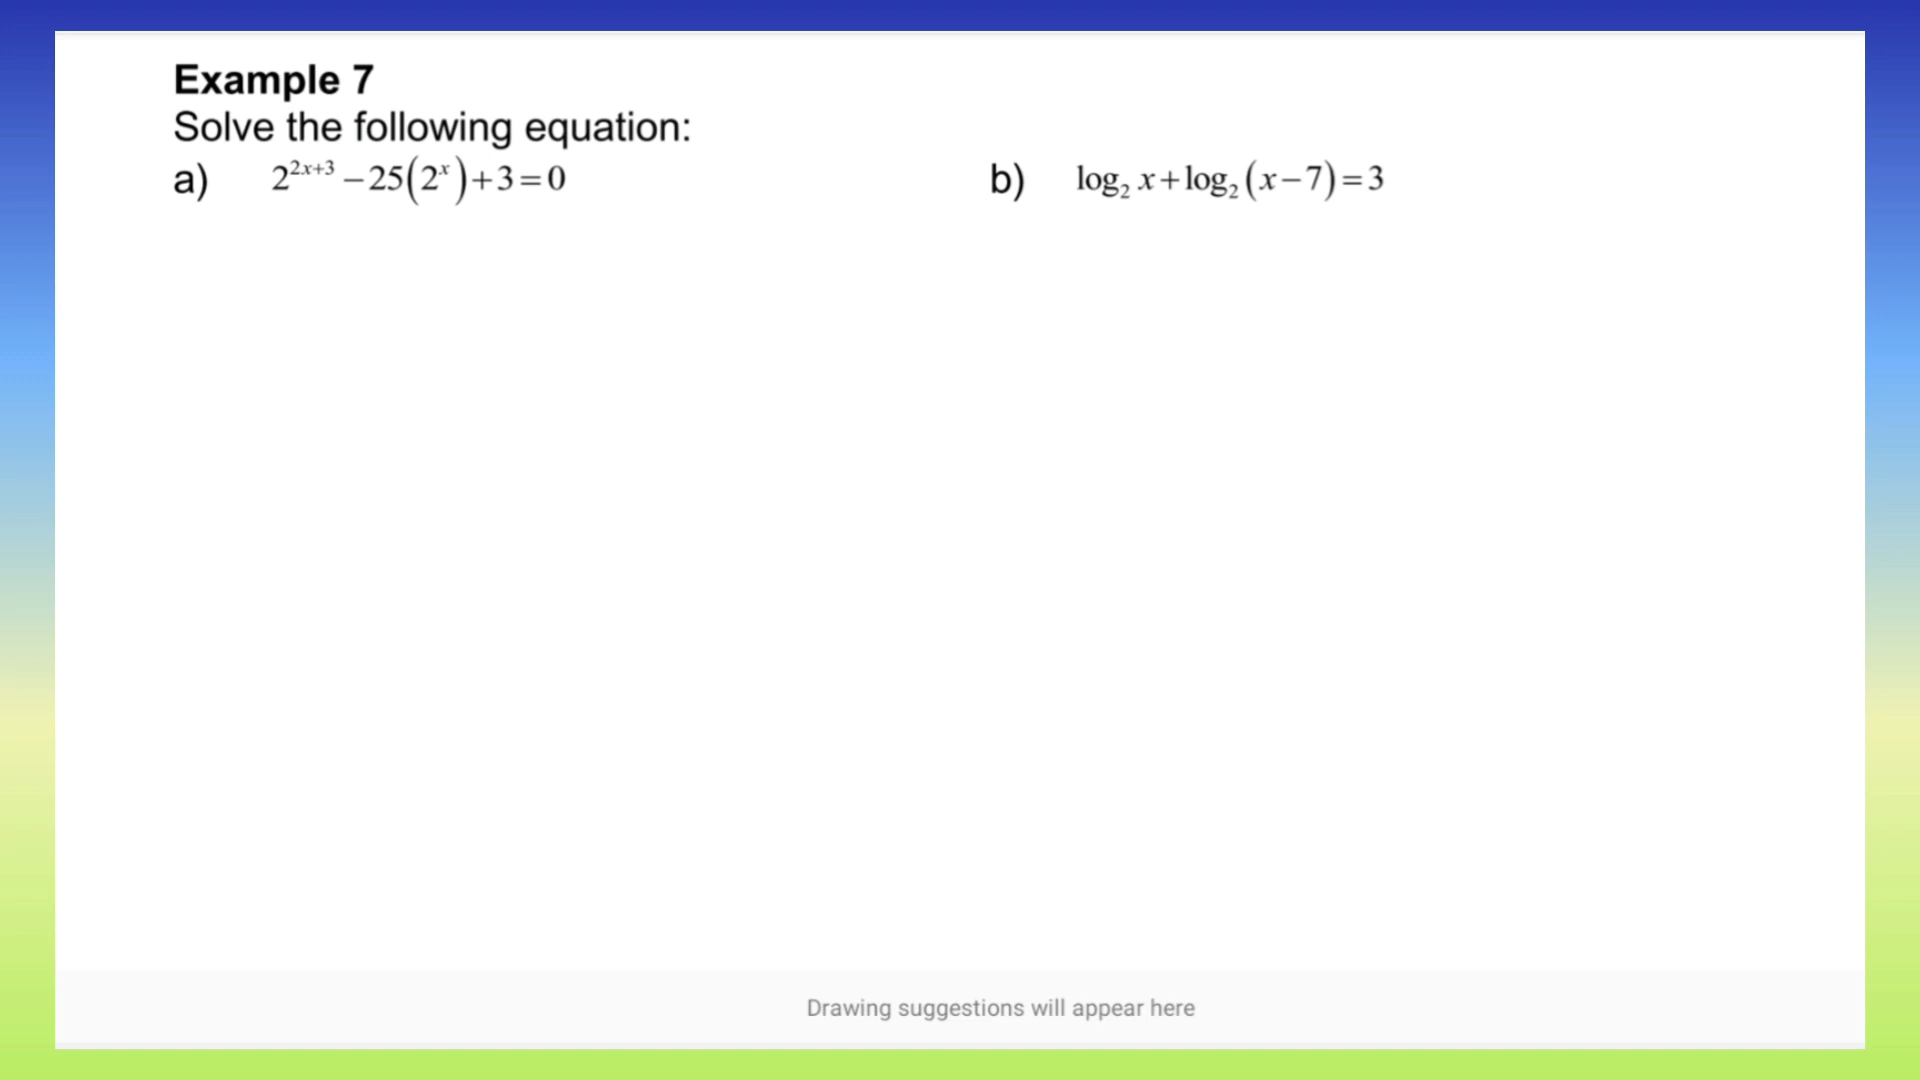 Example 7
Solve the following equation:
a) 2^{2x+3} − 25(2^x) + 3 = 0
b) log₂ x + log₂ (x − 7) = 3
Drawing suggestions will appear here